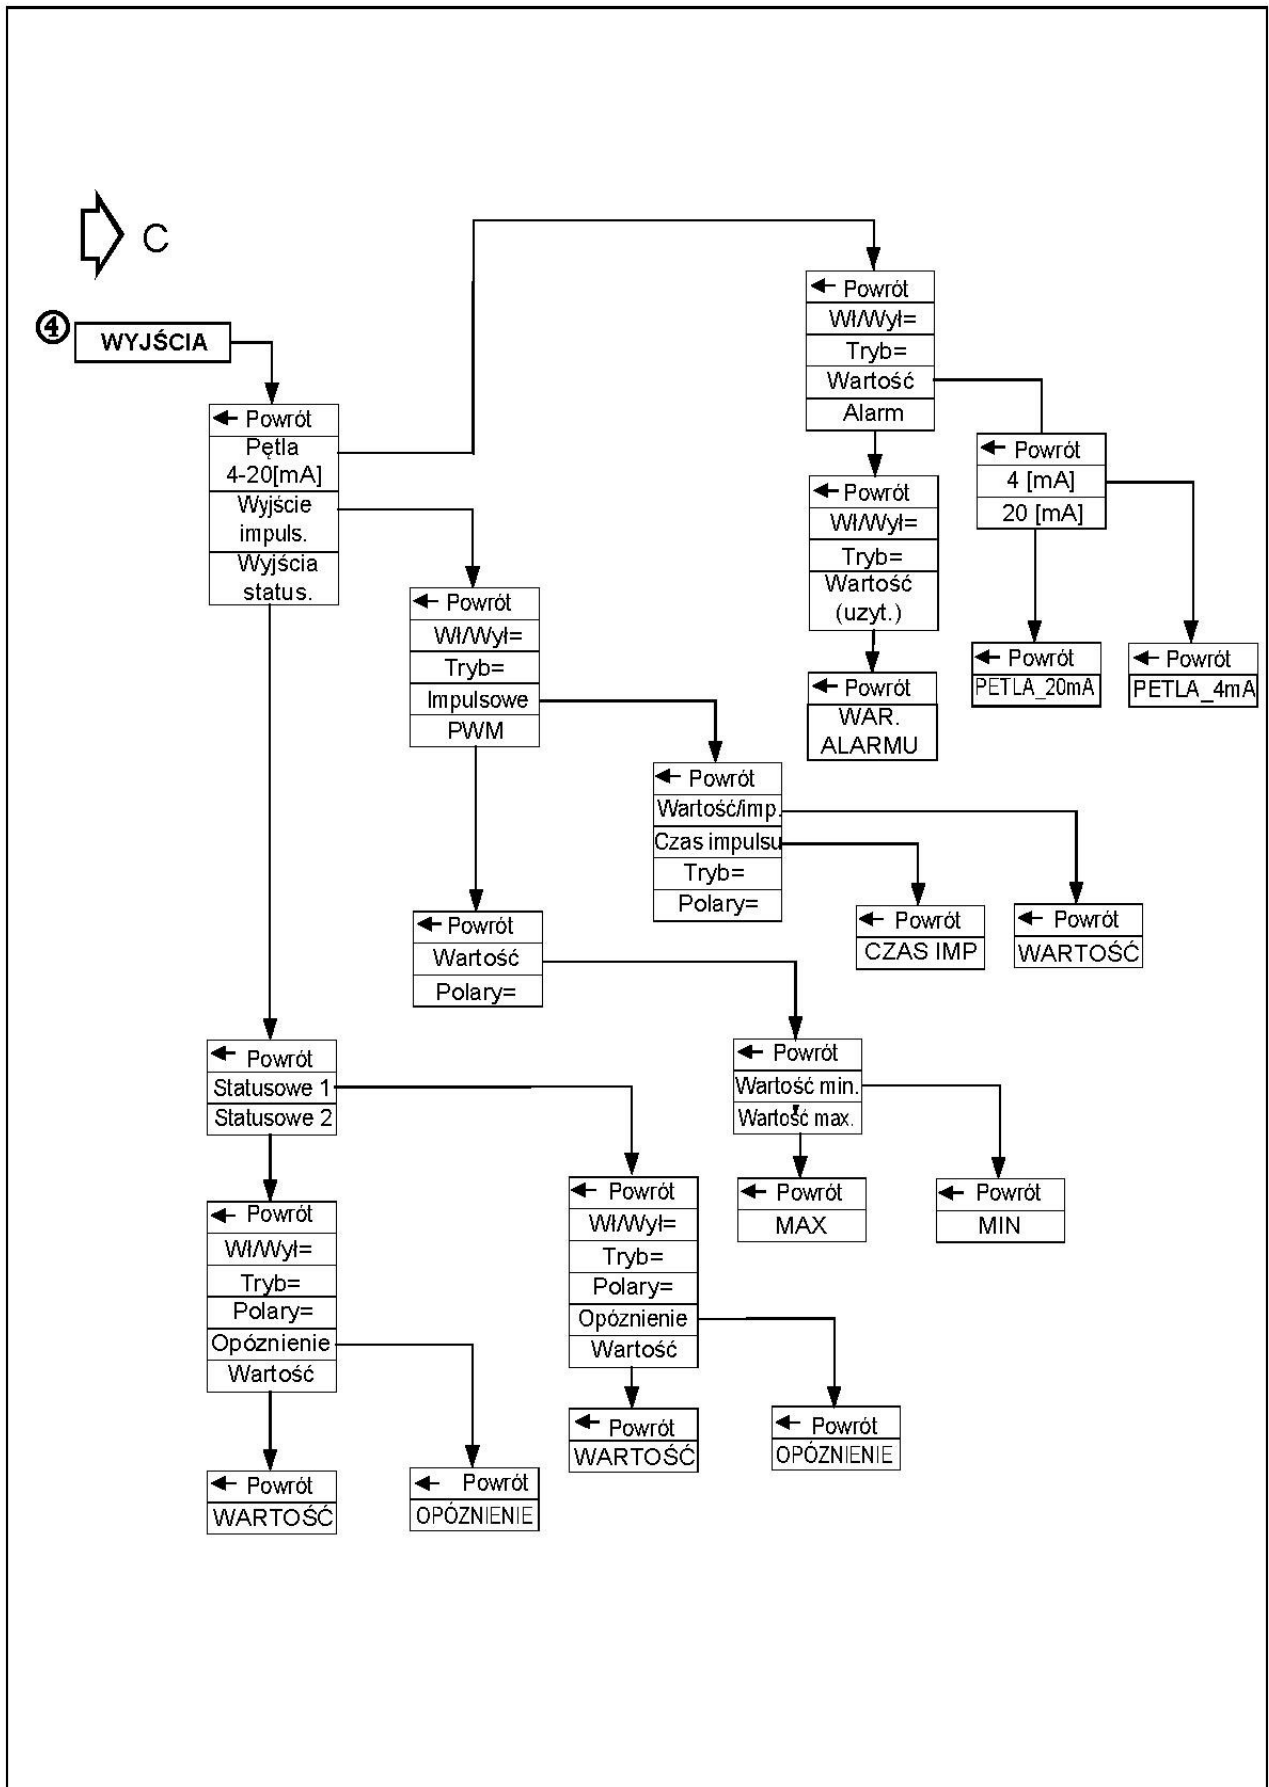 C
④ WYJŚCIA
Powrót
Pętla
4-20[mA]
Wyjście
impuls.
Wyjścia
status.
Powrót
Wł/Wył=
Tryb=
Wartość
Alarm
Powrót
4 [mA]
20 [mA]
Powrót
Wł/Wył=
Tryb=
Wartość
(uzyt.)
Powrót
PETLA_20mA
Powrót
PETLA_4mA
Powrót
WAR.
ALARMU
Powrót
Wł/Wył=
Tryb=
Impulsowe
PWM
Powrót
Wartość/imp.
Czas impulsu
Tryb=
Polary=
Powrót
CZAS IMP
Powrót
WARTOŚĆ
Powrót
Wartość
Polary=
Powrót
Wartość min.
Wartość max.
Powrót
MAX
Powrót
MIN
Powrót
Statusowe 1
Statusowe 2
Powrót
Wł/Wył=
Tryb=
Polary=
Opóznienie
Wartość
Powrót
Wł/Wył=
Tryb=
Polary=
Opóznienie
Wartość
Powrót
WARTOŚĆ
Powrót
OPÓZNIENIE
Powrót
WARTOŚĆ
Powrót
OPÓZNIENIE